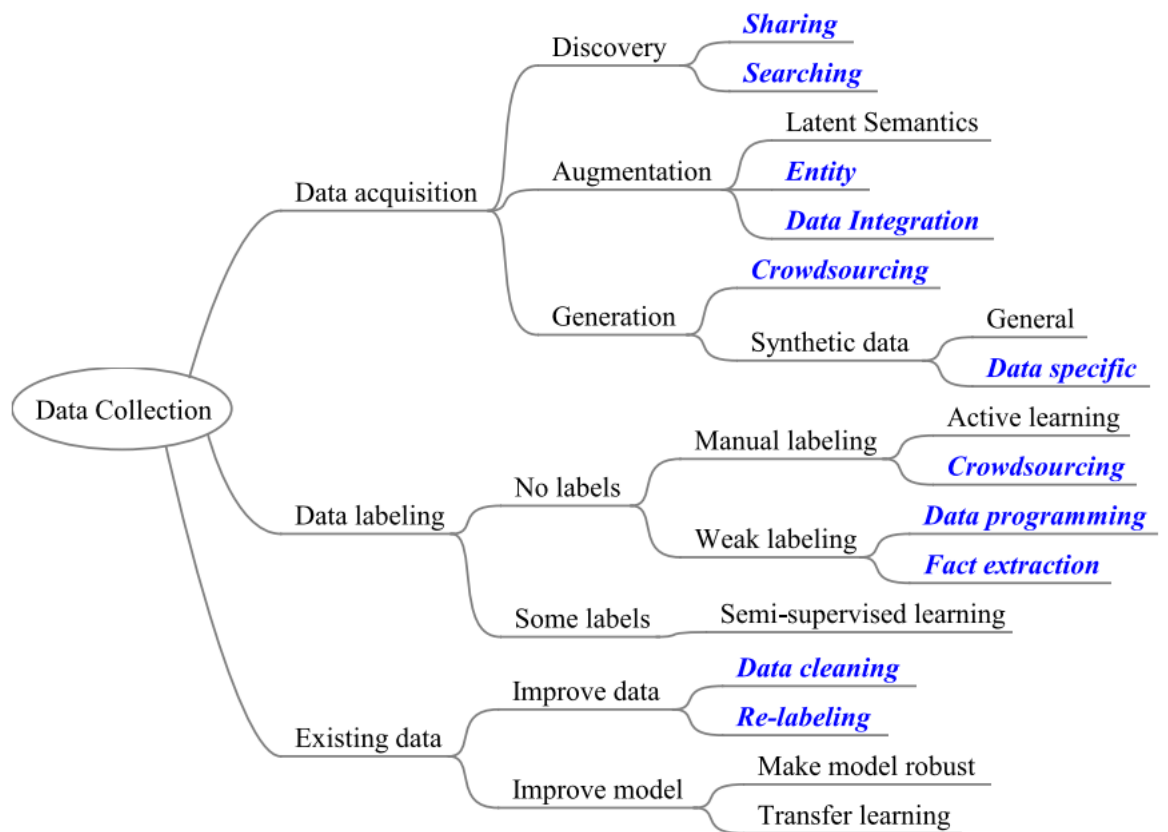 Data Collection
Data acquisition
Discovery
Sharing
Searching
Augmentation
Latent Semantics
Entity
Data Integration
Generation
Crowdsourcing
Synthetic data
General
Data specific
Data labeling
No labels
Manual labeling
Active learning
Crowdsourcing
Weak labeling
Data programming
Fact extraction
Some labels
Semi-supervised learning
Existing data
Improve data
Data cleaning
Re-labeling
Improve model
Make model robust
Transfer learning